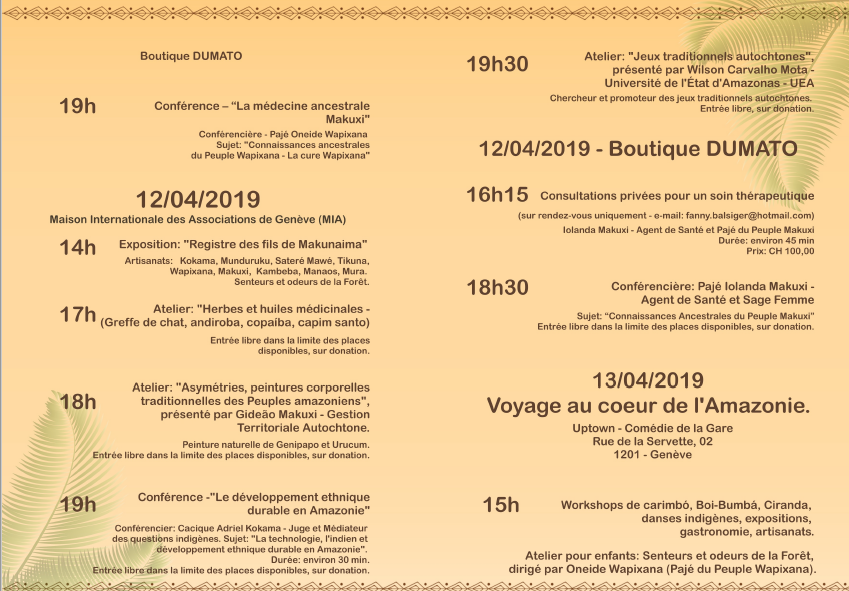 Boutique DUMATO
19h
Conférence – “La médecine ancestrale
Makuxi"
Conférencière - Pajé Oneide Wapixana
Sujet: "Connaissances ancestrales
du Peuple Wapixana - La cure Wapixana"
12/04/2019
Maison Internationale des Associations de Genève (MIA)
14h
Exposition: "Registre des fils de Makunaima"
Artisanats: Kokama, Munduruku, Sateré Mawé, Tikuna,
Wapixana, Makuxi, Kambeba, Manaos, Mura.
Senteurs et odeurs de la Forêt.
17h
Atelier: "Herbes et huiles médicinales -
(Greffe de chat, andiroba, copaíba, capim santo)
Entrée libre dans la limite des places
disponibles, sur donation.
18h
Atelier: "Asymétries, peintures corporelles
traditionnelles des Peuples amazoniens",
présenté par Gideão Makuxi - Gestion
Territoriale Autochtone.
Peinture naturelle de Genipapo et Urucum.
Entrée libre dans la limite des places disponibles, sur donation.
19h
Conférence -"Le développement ethnique
durable en Amazonie"
Conférencier: Cacique Adriel Kokama - Juge et Médiateur
des questions indigènes. Sujet: "La technologie, l'indien et
développement ethnique durable en Amazonie".
Durée: environ 30 min.
Entrée libre dans la limite des places disponibles, sur donation.
19h30
Atelier: "Jeux traditionnels autochtones",
présenté par Wilson Carvalho Mota -
Université de l'État d'Amazonas - UEA
Chercheur et promoteur des jeux traditionnels autochtones.
Entrée libre, sur donation.
12/04/2019 - Boutique DUMATO
16h15
Consultations privées pour un soin thérapeutique
(sur rendez-vous uniquement - e-mail: fanny.balsiger@hotmail.com)
Iolanda Makuxi - Agent de Santé et Pajé du Peuple Makuxi
Durée: environ 45 min
Prix: CH 100,00
18h30
Conférencière: Pajé Iolanda Makuxi -
Agent de Santé et Sage Femme
Sujet: “Connaissances Ancestrales du Peuple Makuxi"
Entrée libre dans la limite des places disponibles, sur donation.
13/04/2019
Voyage au coeur de l'Amazonie.
Uptown - Comédie de la Gare
Rue de la Servette, 02
1201 - Genève
15h
Workshops de carimbó, Boi-Bumbá, Ciranda,
danses indigènes, expositions,
gastronomie, artisanats.
Atelier pour enfants: Senteurs et odeurs de la Forêt,
dirigé par Oneide Wapixana (Pajé du Peuple Wapixana).